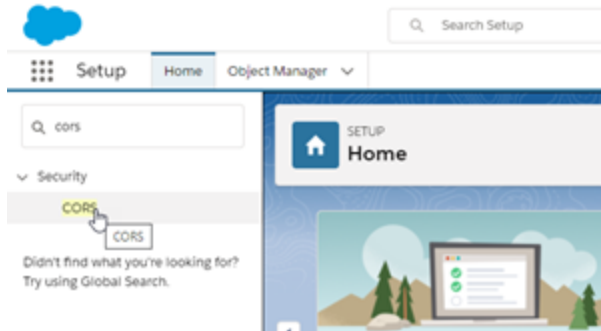 Search Setup
Setup Home Object Manager
cors
SETUP
Home
Security
CORS
CORS
Didn't find what you're looking for?
Try using Global Search.